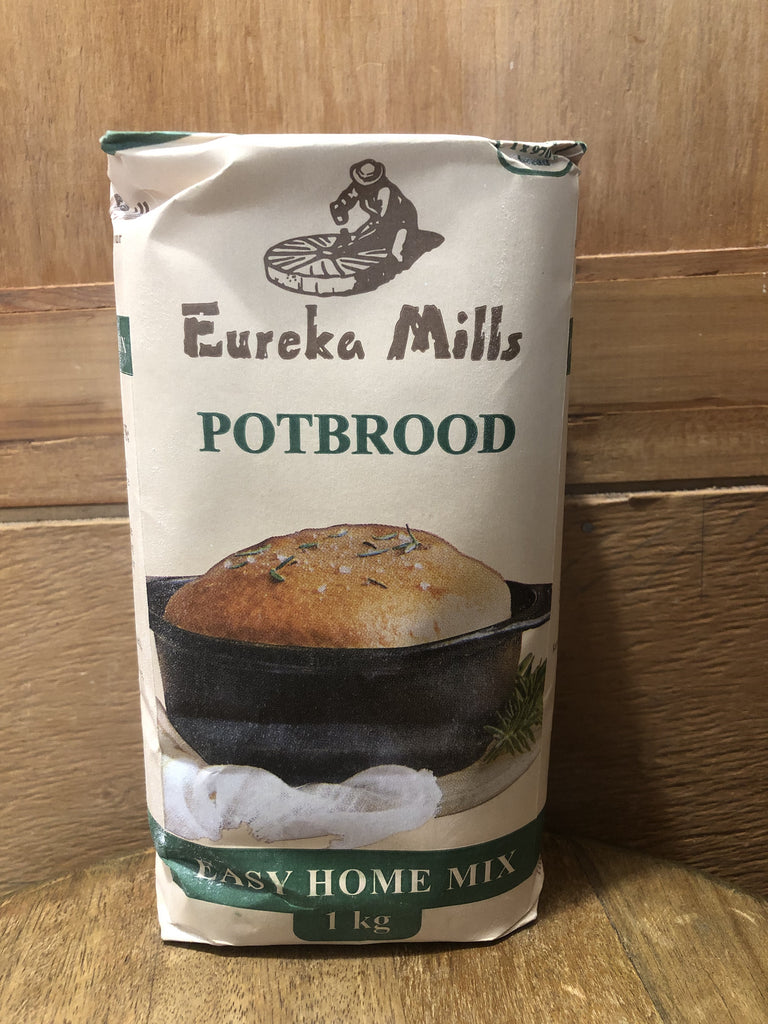 Eureka Mills
POTBROOD
EASY HOME MIX
1 kg